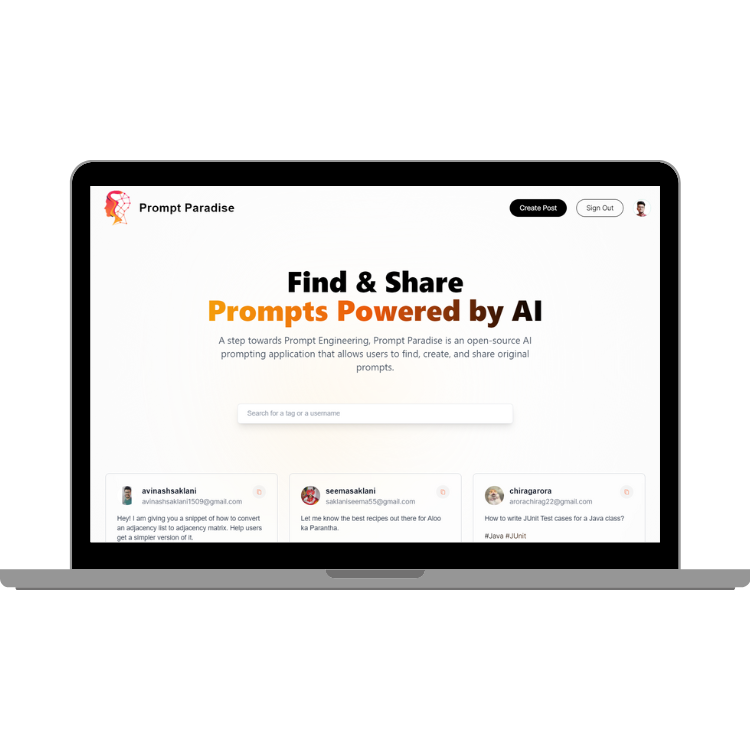 Prompt Paradise
Create Post
Sign Out
Find & Share
Prompts Powered by AI
A step towards Prompt Engineering, Prompt Paradise is an open-source AI
prompting application that allows users to find, create, and share original
prompts.
Search for a tag or a username
avinashsaklani
avinashsaklani1509@gmail.com
Hey! I am giving you a snippet of how to convert
an adjacency list to adjacency matrix. Help users
get a simpler version of it.
seemasaklani
saklaniseema55@gmail.com
Let me know the best recipes out there for Aloo
ka Parantha.
chiragarora
arorachirag22@gmail.com
How to write JUnit Test cases for a Java class?
#Java #JUnit